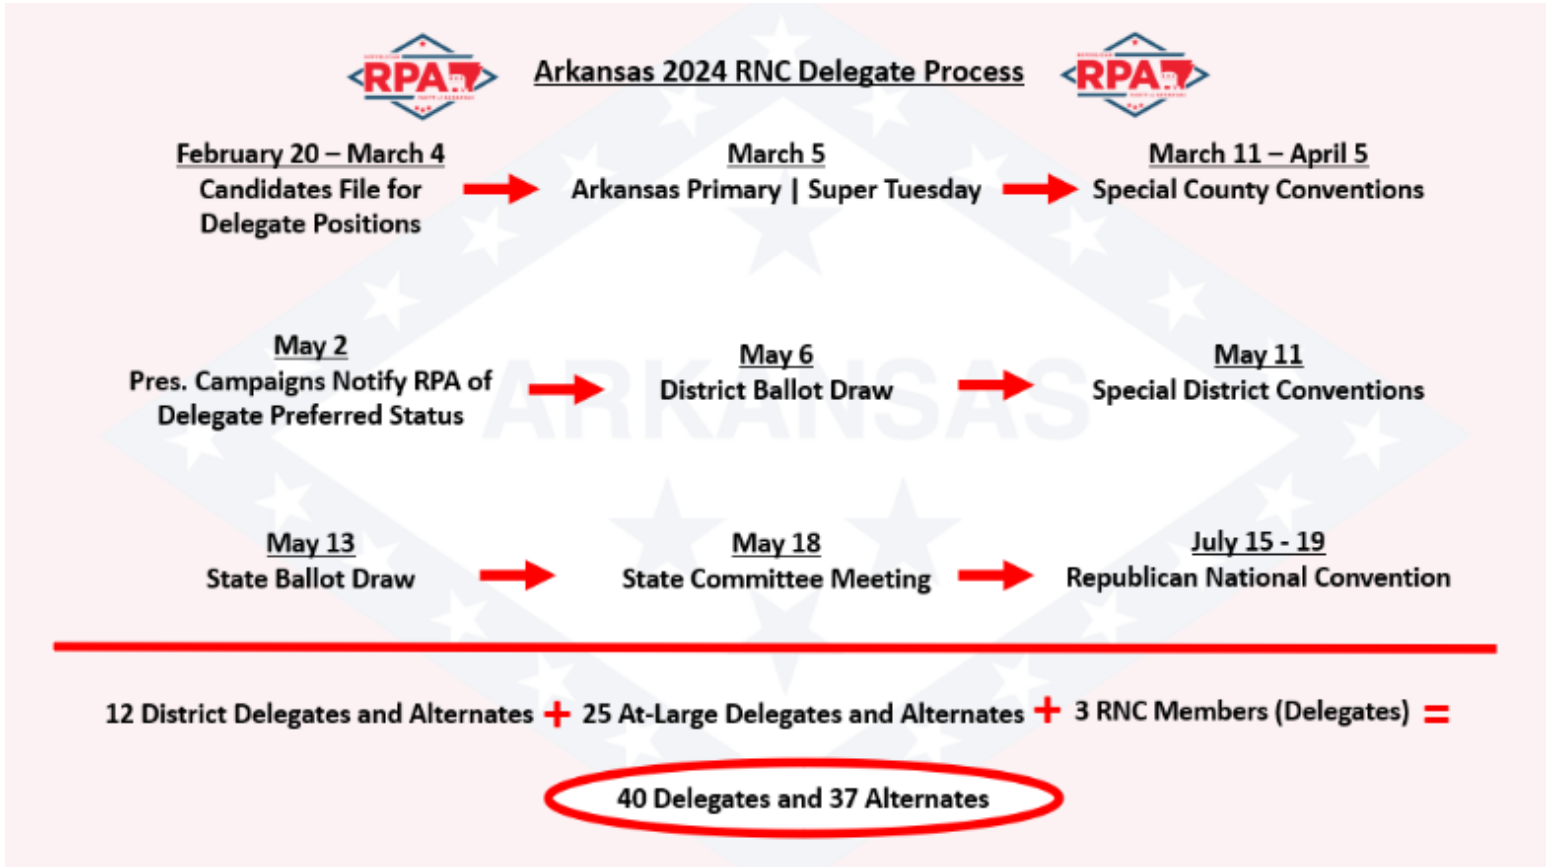 RPA
Arkansas 2024 RNC Delegate Process
RPA
February 20 – March 4
Candidates File for
Delegate Positions
March 5
Arkansas Primary | Super Tuesday
March 11 – April 5
Special County Conventions
May 2
Pres. Campaigns Notify RPA of
Delegate Preferred Status
May 6
District Ballot Draw
May 11
Special District Conventions
ARKANSAS
May 13
State Ballot Draw
May 18
State Committee Meeting
July 15 - 19
Republican National Convention
12 District Delegates and Alternates + 25 At-Large Delegates and Alternates + 3 RNC Members (Delegates) =
40 Delegates and 37 Alternates